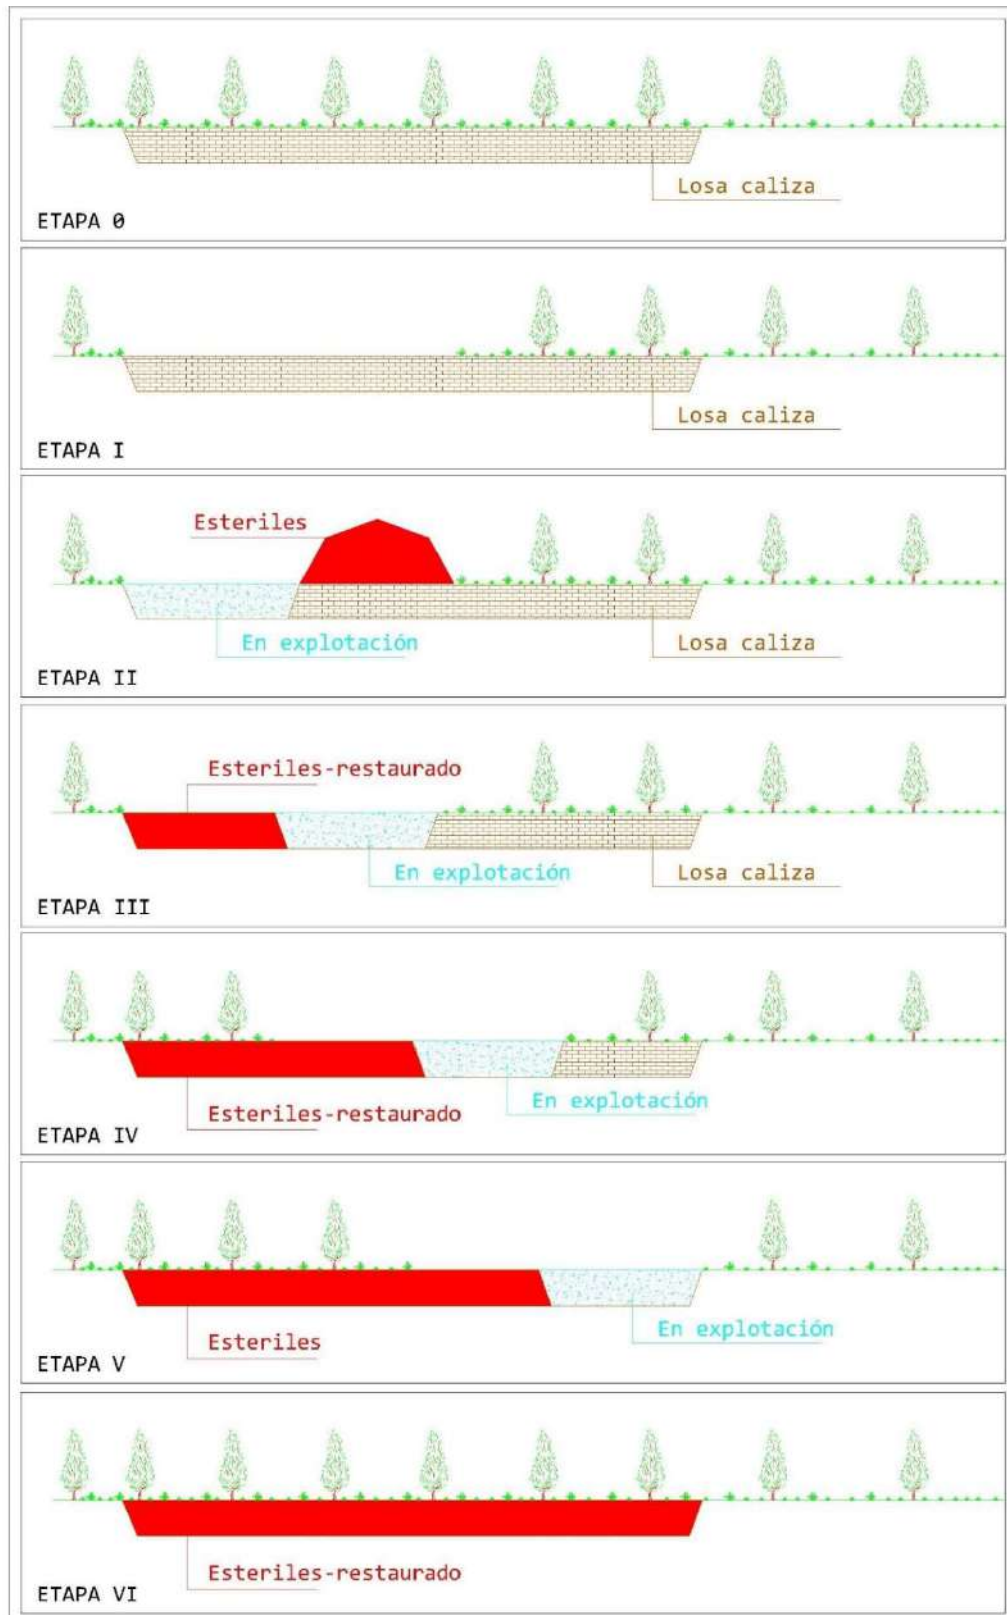 Losa caliza
ETAPA 0
Losa caliza
ETAPA I
Esteriles
En explotación
Losa caliza
ETAPA II
Esteriles-restaurado
En explotación
Losa caliza
ETAPA III
En explotación
Esteriles-restaurado
ETAPA IV
En explotación
Esteriles
ETAPA V
Esteriles-restaurado
ETAPA VI